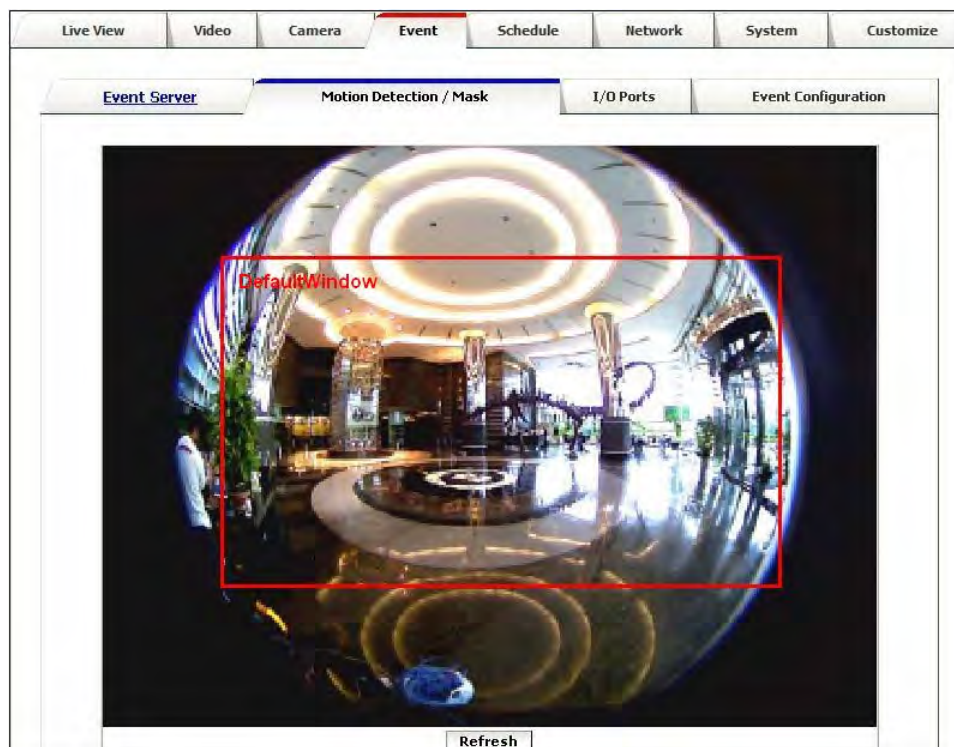 Live View Video Camera Event Schedule Network System Customize
Event Server Motion Detection / Mask I/O Ports Event Configuration
DefaultWindow
Refresh